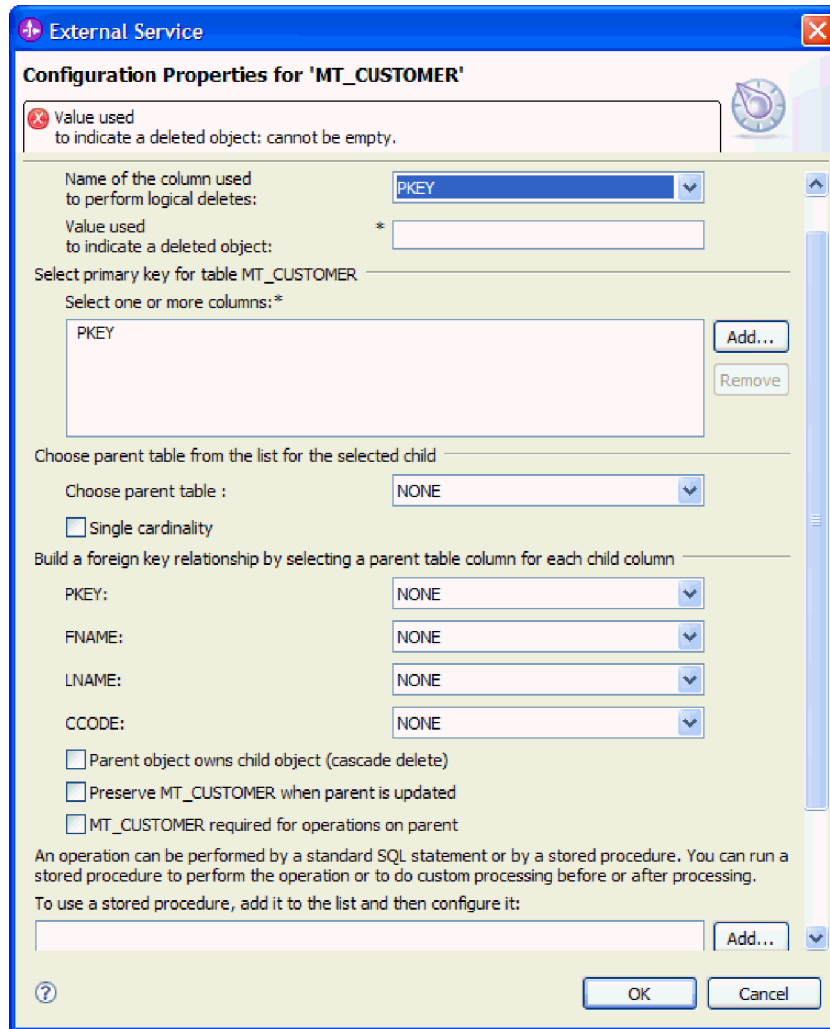 External Service
Configuration Properties for 'MT_CUSTOMER'
Value used
to indicate a deleted object: cannot be empty.
Name of the column used
to perform logical deletes:
PKEY
Value used
to indicate a deleted object:
*
Select primary key for table MT_CUSTOMER
Select one or more columns:*
PKEY
Add...
Remove
Choose parent table from the list for the selected child
Choose parent table :
NONE
Single cardinality
Build a foreign key relationship by selecting a parent table column for each child column
PKEY:
NONE
FNAME:
NONE
LNAME:
NONE
CCODE:
NONE
Parent object owns child object (cascade delete)
Preserve MT_CUSTOMER when parent is updated
MT_CUSTOMER required for operations on parent
An operation can be performed by a standard SQL statement or by a stored procedure. You can run a
stored procedure to perform the operation or to do custom processing before or after processing.
To use a stored procedure, add it to the list and then configure it:
Add...
?
OK
Cancel